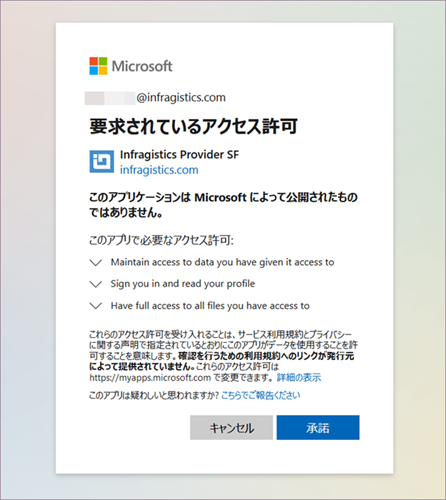 Microsoft
@infragistics.com
要求されているアクセス許可
Infragistics Provider SF
infragistics.com
このアプリケーションは Microsoft によって公開されたもの
ではありません。
このアプリで必要なアクセス許可:
Maintain access to data you have given it access to
Sign you in and read your profile
Have full access to all files you have access to
これらのアクセス許可を受け入れることは、サービス利用規約とプライバシー
に関する声明で指定されているとおりにこのアプリがデータを使用することを許
可することを意味します。確認を行うための利用規約へのリンクが発行元
によって提供されていません。これらのアクセス許可は
https://myapps.microsoft.com で変更できます。 詳細の表示
このアプリは疑わしいと思われますか? こちらでご報告ください
キャンセル
承諾